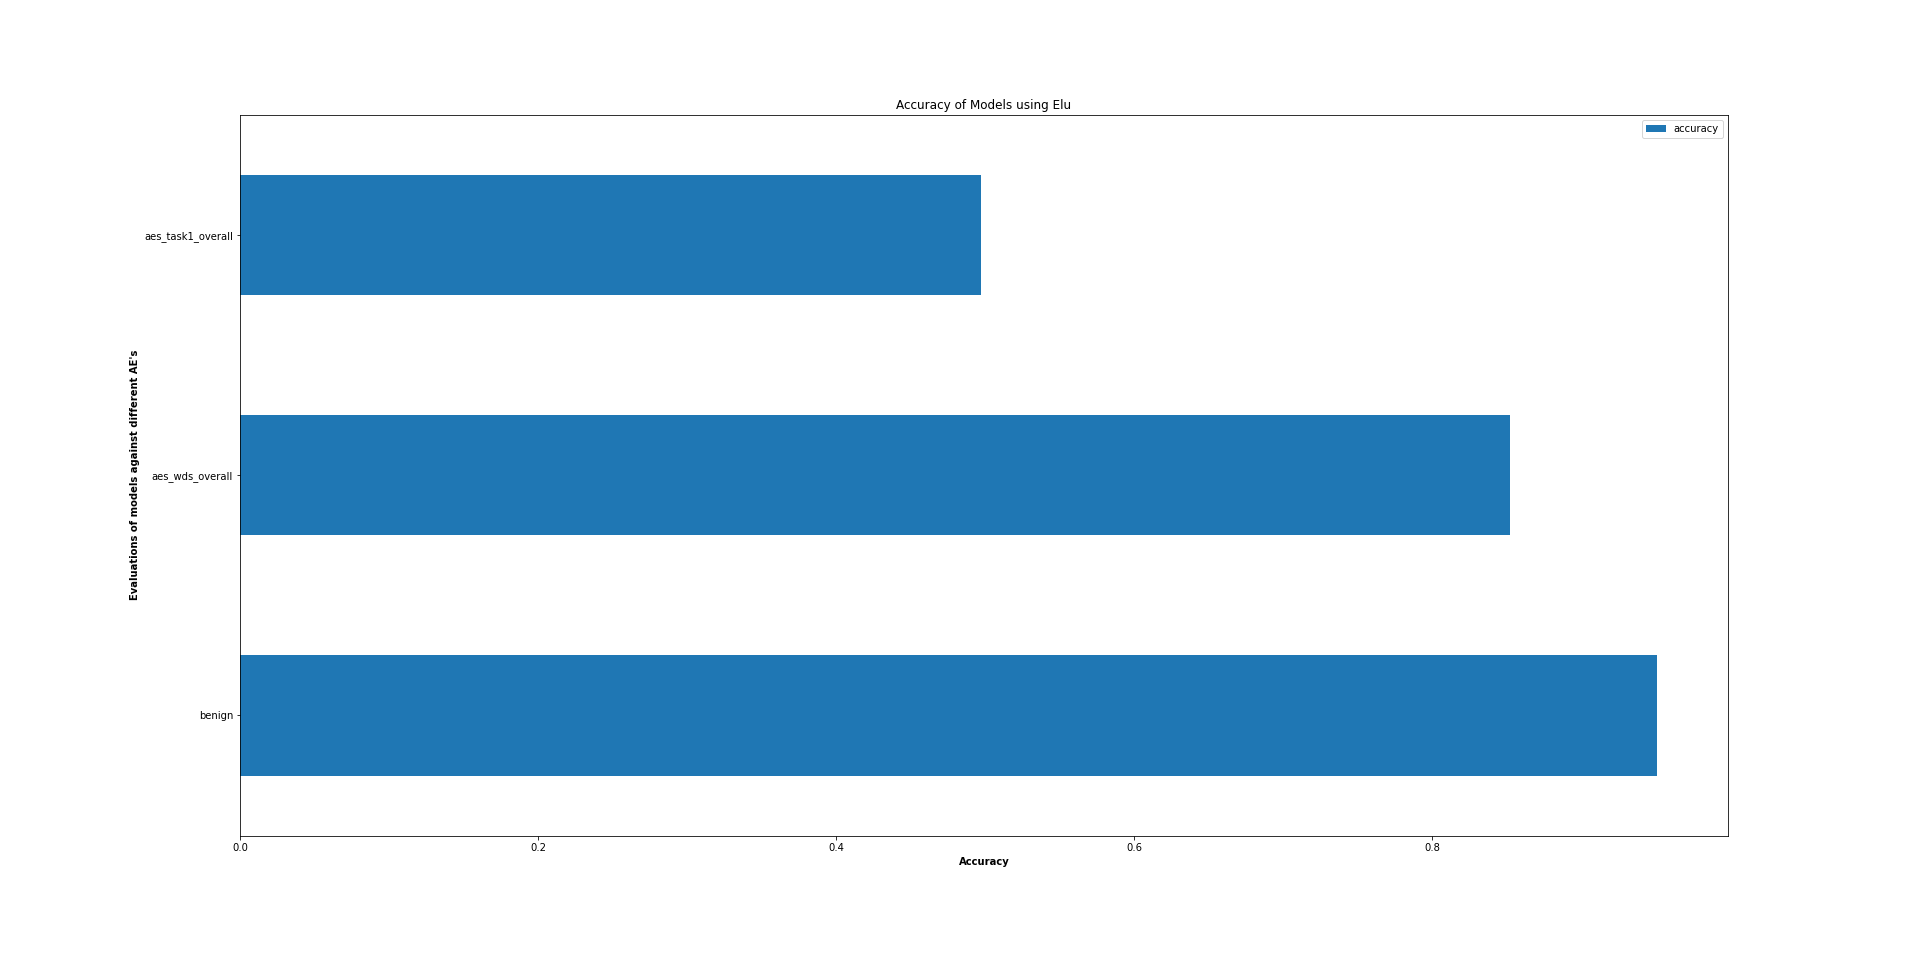 Accuracy of Models using Elu
accuracy
aes_task1_overall
aes_wds_overall
benign
Evaluations of models against different AE's
0.0 0.2 0.4 0.6 0.8
Accuracy